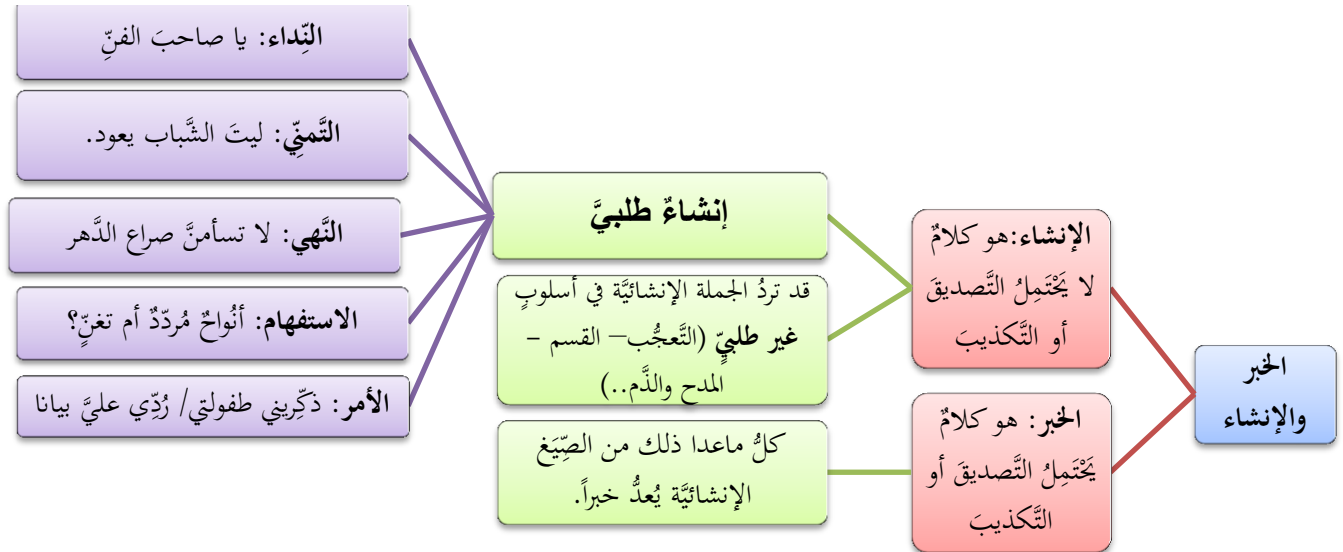 الخبر
والإنشاء
الإنشاء:هو كلامٌ
لا يَحْتَمِلُ التَّصديقَ
أو التَّكذيبَ
إنشاءٌ طلبيَّ
النِّداء: يا صاحبَ الفنِّ
التَّمنِّي: ليتَ الشَّباب يعود.
النَّهي: لا تسأمنَّ صراع الدَّهر
الاستفهام: أنُواحٌ مُردّدٌ أم تغنٍّ؟
الأمر: ذكِّريني طفولتي/ رُدِّي عليَّ بيانا
قد تردُ الجملة الإنشائيَّة في أسلوبٍ
غير طلبيٍّ (التَّعجُّب– القسم –
المدح والذَّم..)
الخبر: هو كلامٌ
يَحْتَمِلُ التَّصديقَ أو
التَّكذيبَ
كلُّ ماعدا ذلك من الصِّيَغ
الإنشائيَّة يُعدُّ خبراً.